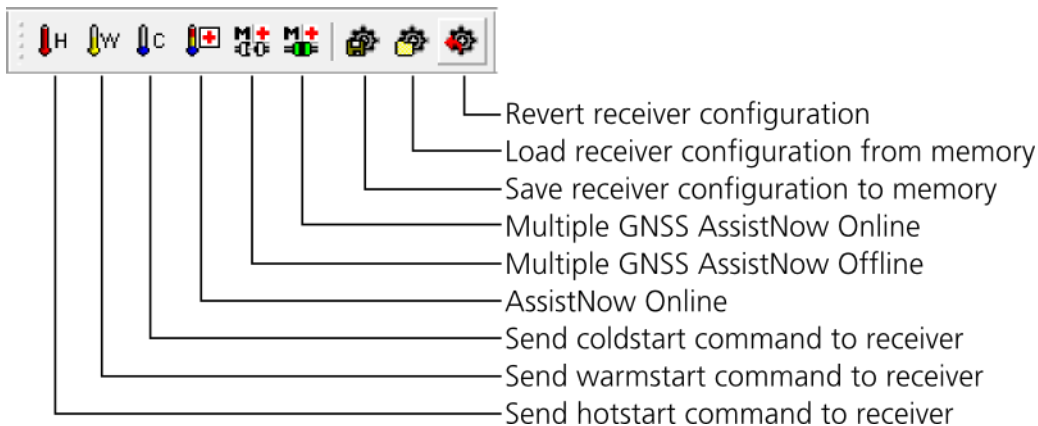 H W C M M
Revert receiver configuration
Load receiver configuration from memory
Save receiver configuration to memory
Multiple GNSS AssistNow Online
Multiple GNSS AssistNow Offline
AssistNow Online
Send coldstart command to receiver
Send warmstart command to receiver
Send hotstart command to receiver